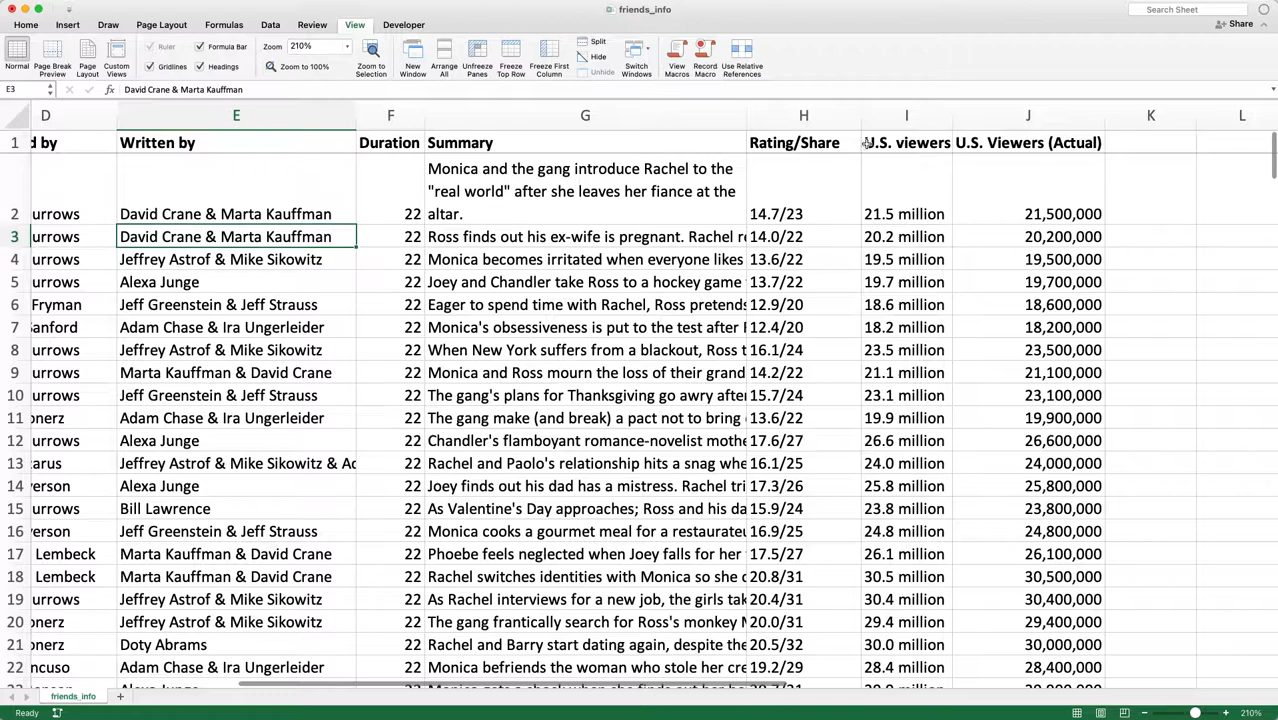 friends_info
Search Sheet
Home Insert Draw Page Layout Formulas Data Review View Developer
Share
Normal
Page Break Preview
Page Layout
Custom Views
Ruler
Formula Bar
Gridlines
Headings
Zoom 210%
Zoom to 100%
Zoom to Selection
New Window
Arrange All
Unfreeze Panes
Freeze Top Row
Freeze First Column
Split
Hide
Unhide
Switch Windows
View Macros
Record Macro
Use Relative References
E3 fx David Crane & Marta Kauffman
D E F G H I J K L
1 d by Written by Duration Summary Rating/Share U.S. viewers U.S. Viewers (Actual)
Monica and the gang introduce Rachel to the
"real world" after she leaves her fiance at the
2 urrows David Crane & Marta Kauffman 22 altar. 14.7/23 21.5 million 21,500,000
3 urrows David Crane & Marta Kauffman 22 Ross finds out his ex-wife is pregnant. Rachel re 14.0/22 20.2 million 20,200,000
4 urrows Jeffrey Astrof & Mike Sikowitz 22 Monica becomes irritated when everyone likes 13.6/22 19.5 million 19,500,000
5 urrows Alexa Junge 22 Joey and Chandler take Ross to a hockey game 13.7/22 19.7 million 19,700,000
6 Fryman Jeff Greenstein & Jeff Strauss 22 Eager to spend time with Rachel, Ross pretends 12.9/20 18.6 million 18,600,000
7 Sanford Adam Chase & Ira Ungerleider 22 Monica's obsessiveness is put to the test after 12.4/20 18.2 million 18,200,000
8 urrows Jeffrey Astrof & Mike Sikowitz 22 When New York suffers from a blackout, Ross t 16.1/24 23.5 million 23,500,000
9 urrows Marta Kauffman & David Crane 22 Monica and Ross mourn the loss of their grand 14.2/22 21.1 million 21,100,000
10 urrows Jeff Greenstein & Jeff Strauss 22 The gang's plans for Thanksgiving go awry after 15.7/24 23.1 million 23,100,000
11 onerz Adam Chase & Ira Ungerleider 22 The gang make (and break) a pact not to bring 13.6/22 19.9 million 19,900,000
12 urrows Alexa Junge 22 Chandler's flamboyant romance-novelist mothe 17.6/27 26.6 million 26,600,000
13 tarus Jeffrey Astrof & Mike Sikowitz & Ad 22 Rachel and Paolo's relationship hits a snag whe 16.1/25 24.0 million 24,000,000
14 erson Alexa Junge 22 Joey finds out his dad has a mistress. Rachel tri 17.3/26 25.8 million 25,800,000
15 urrows Bill Lawrence 22 As Valentine's Day approaches; Ross and his da 15.9/24 23.8 million 23,800,000
16 erson Jeff Greenstein & Jeff Strauss 22 Monica cooks a gourmet meal for a restaurateu 16.9/25 24.8 million 24,800,000
17 Lembeck Marta Kauffman & David Crane 22 Phoebe feels neglected when Joey falls for her 17.5/27 26.1 million 26,100,000
18 Lembeck Marta Kauffman & David Crane 22 Rachel switches identities with Monica so she c 20.8/31 30.5 million 30,500,000
19 urrows Jeffrey Astrof & Mike Sikowitz 22 As Rachel interviews for a new job, the girls tak 20.4/31 30.4 million 30,400,000
20 onerz Jeffrey Astrof & Mike Sikowitz 22 The gang frantically search for Ross's monkey 20.0/31 29.4 million 29,400,000
21 onerz Doty Abrams 22 Rachel and Barry start dating again, despite the 20.5/32 30.0 million 30,000,000
22 ncuso Adam Chase & Ira Ungerleider 22 Monica befriends the woman who stole her cre 19.2/29 28.4 million 28,400,000
friends_info
Ready 210%